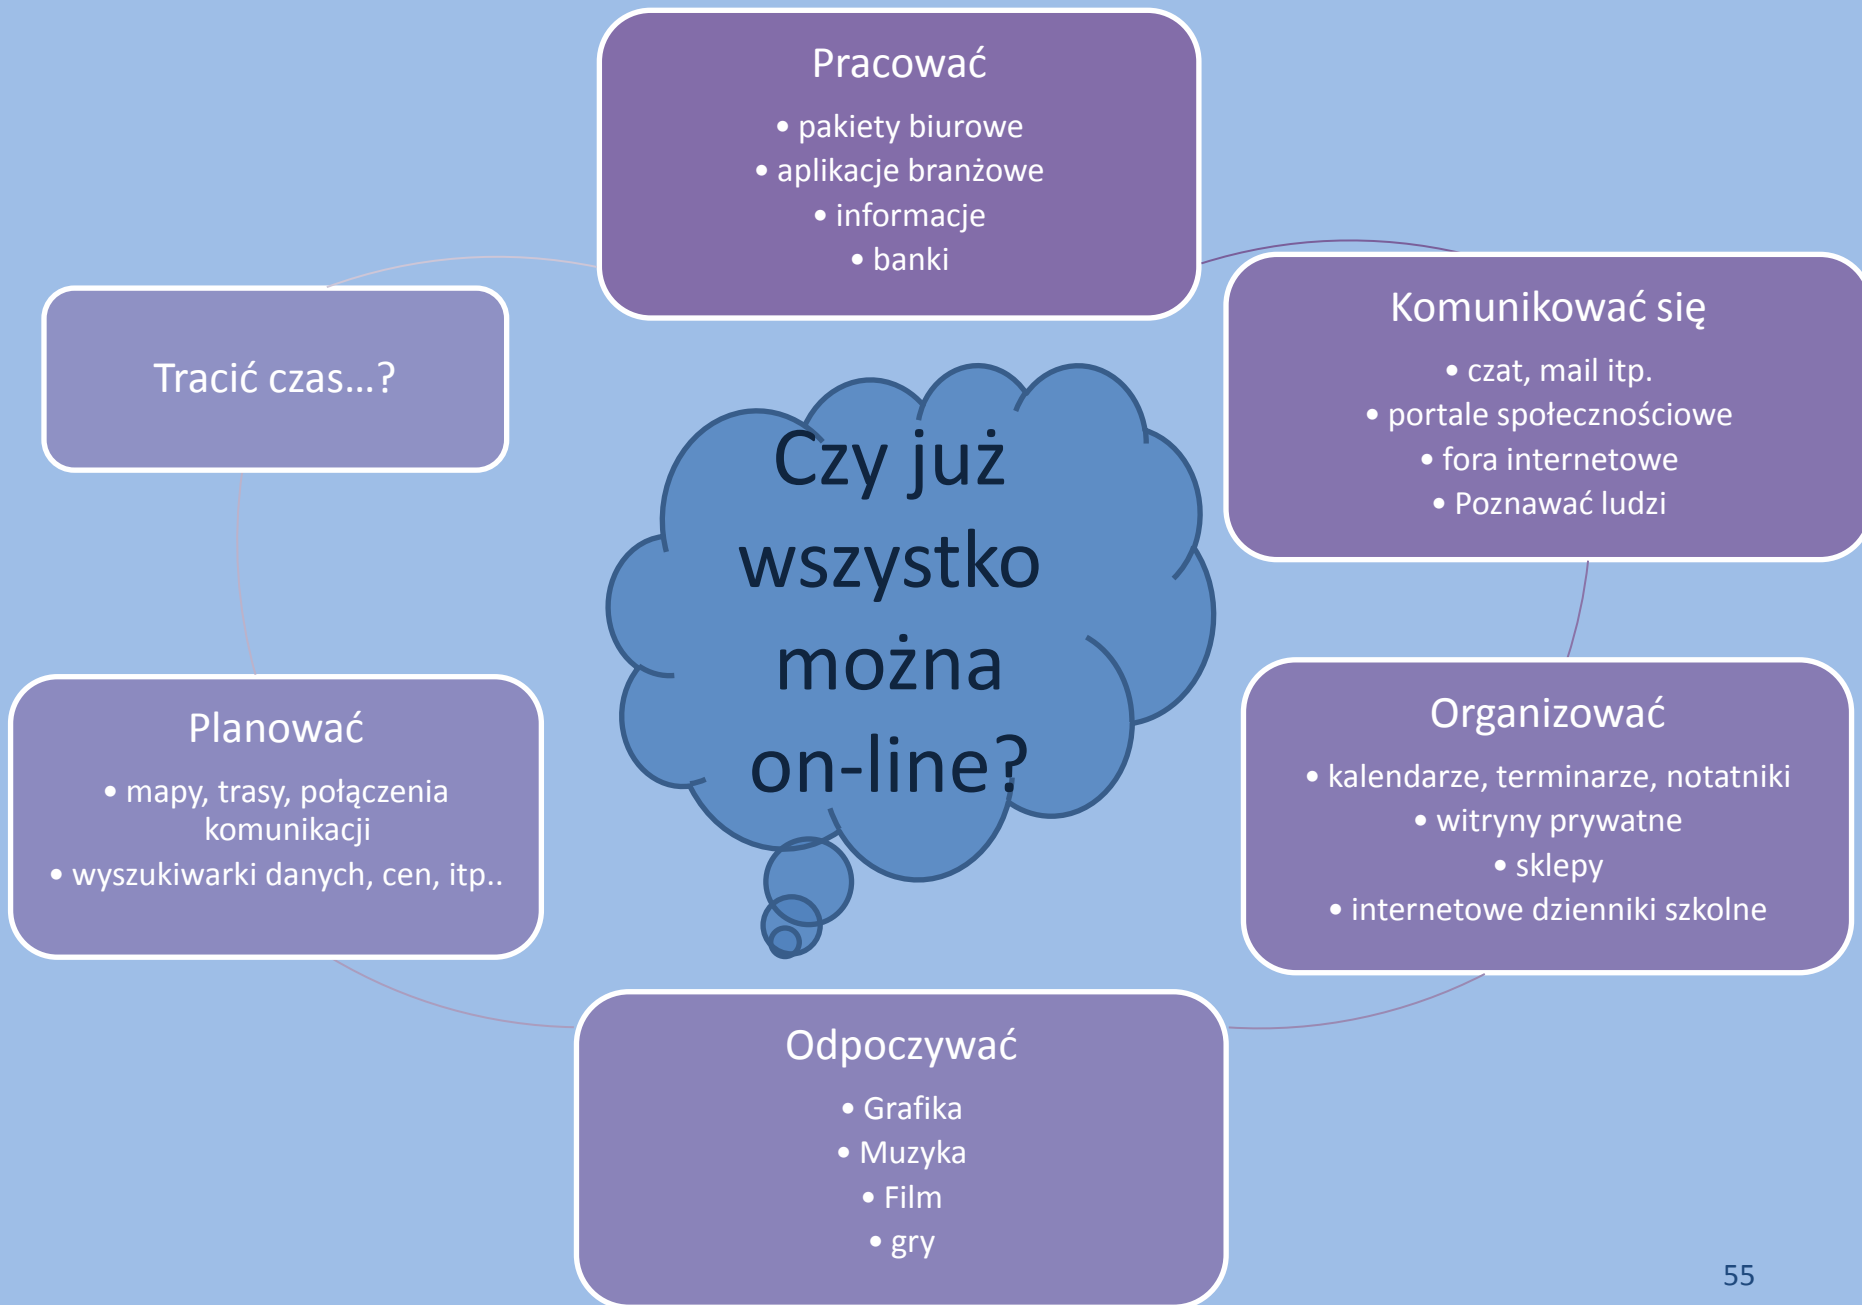 Pracować
• pakiety biurowe
• aplikacje branżowe
• informacje
• banki
Komunikować się
• czat, mail itp.
• portale społecznościowe
• fora internetowe
• Poznawać ludzi
Organizować
• kalendarze, terminarze, notatniki
• witryny prywatne
• sklepy
• internetowe dzienniki szkolne
Odpoczywać
• Grafika
• Muzyka
• Film
• gry
Planować
• mapy, trasy, połączenia
komunikacji
• wyszukiwarki danych, cen, itp..
Tracić czas...?
Czy już
wszystko
można
on-line?
55